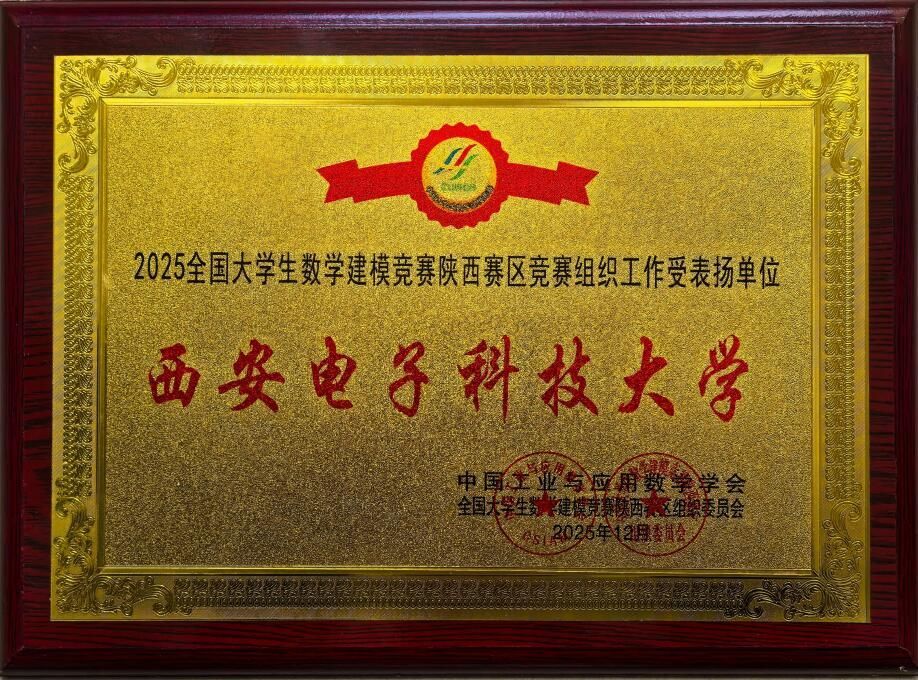 2025全国大学生数学建模竞赛陕西赛区竞赛组织工作受表扬单位
西安电子科技大学
中国工业与应用数学学会
全国大学生数学建模竞赛陕西赛区组织委员会
2025年12月